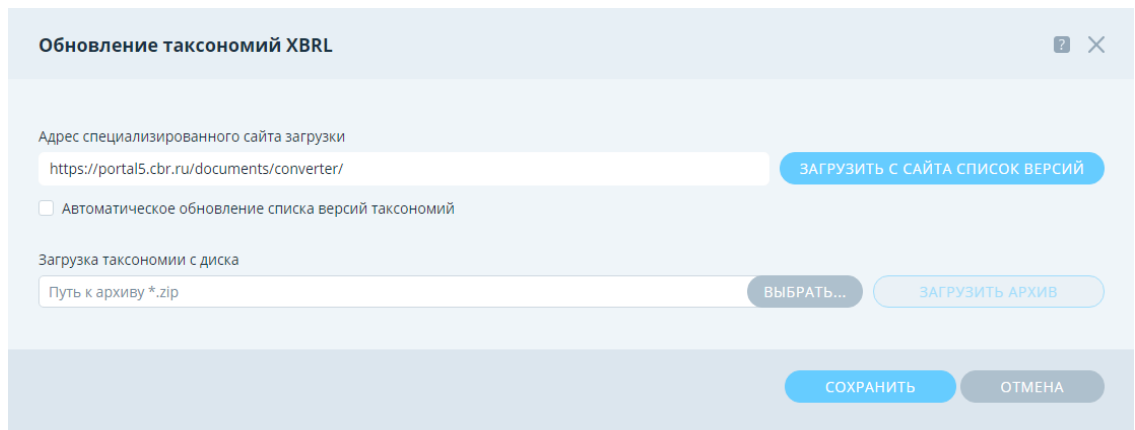 Обновление таксономий XBRL
?
Адрес специализированного сайта загрузки
https://portal5.cbr.ru/documents/converter/
ЗАГРУЗИТЬ С САЙТА СПИСОК ВЕРСИЙ
Автоматическое обновление списка версий таксономий
Загрузка таксономии с диска
Путь к архиву *.zip
ВЫБРАТЬ...
ЗАГРУЗИТЬ АРХИВ
СОХРАНИТЬ
ОТМЕНА